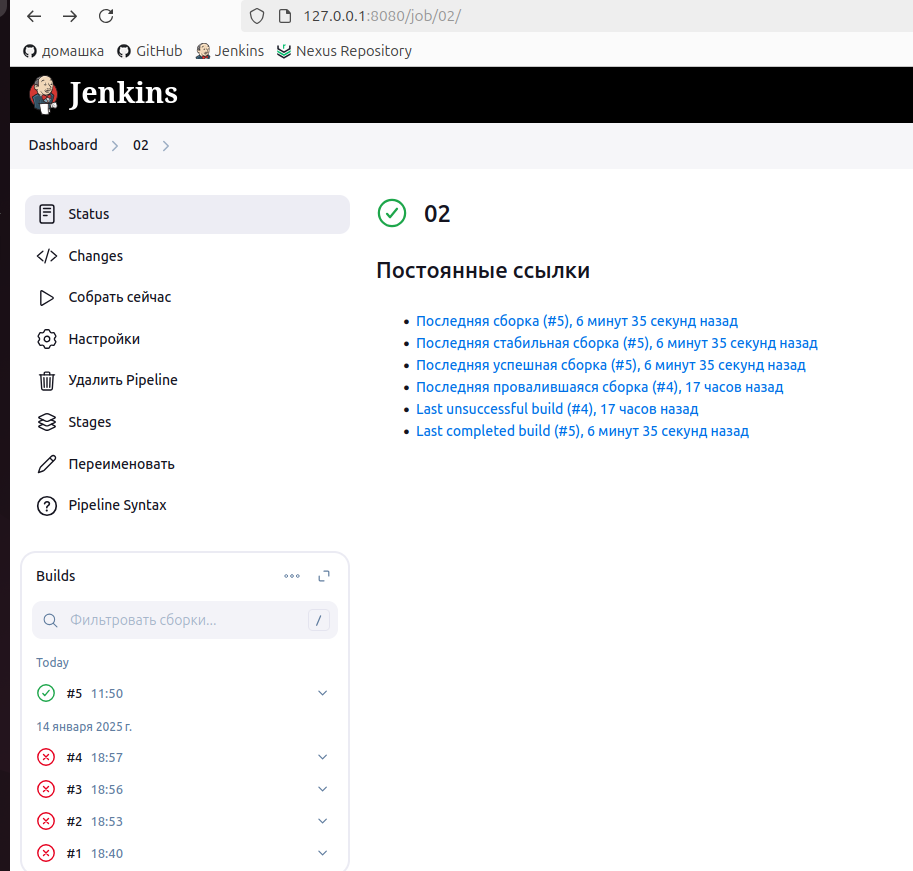 127.0.0.1:8080/job/02/
домашка GitHub Jenkins Nexus Repository
Jenkins
Dashboard 02
Status
Changes
Собрать сейчас
Настройки
Удалить Pipeline
Stages
Переименовать
Pipeline Syntax
02
Постоянные ссылки
Последняя сборка (#5), 6 минут 35 секунд назад
Последняя стабильная сборка (#5), 6 минут 35 секунд назад
Последняя успешная сборка (#5), 6 минут 35 секунд назад
Последняя провалившаяся сборка (#4), 17 часов назад
Last unsuccessful build (#4), 17 часов назад
Last completed build (#5), 6 минут 35 секунд назад
Builds
Фильтровать сборки... /
Today
#5 11:50
14 января 2025 г.
#4 18:57
#3 18:56
#2 18:53
#1 18:40